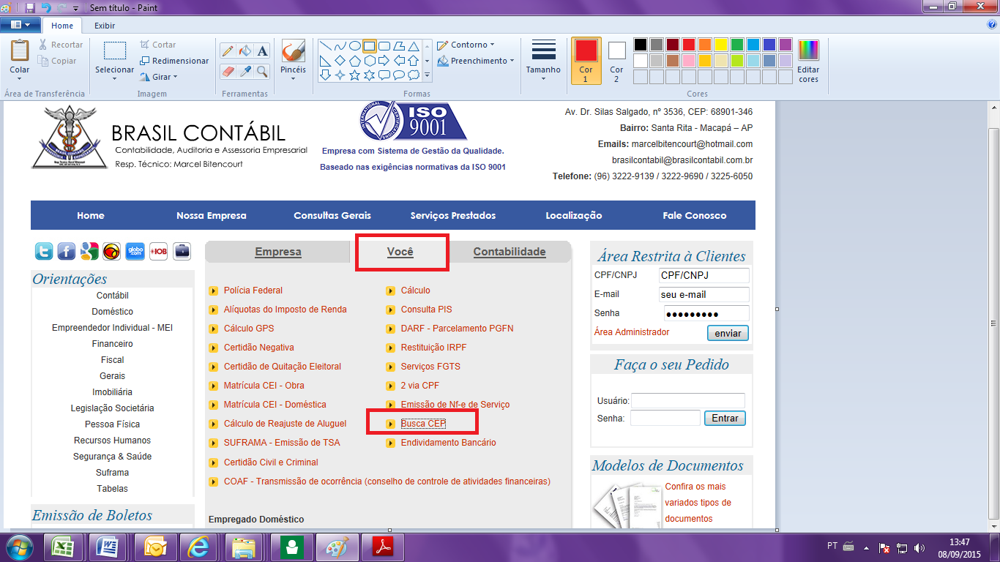 Sem título - Paint
Home
Exibir
Colar
Recortar
Copiar
Área de Transferência
Selecionar
Cortar
Redimensionar
Girar
Imagem
A
Ferramentas
Pincéis
Contorno
Preenchimento
Formas
Tamanho
Cor
1
Cor
2
Editar
cores
Cores
BRASIL CONTÁBIL
Contabilidade, Auditoria e Assessoria Empresarial
Resp. Técnico: Marcel Bitencourt
ISO
9001
Empresa com Sistema de Gestão da Qualidade.
Baseado nas exigências normativas da ISO 9001
Av. Dr. Silas Salgado, nº 3536, CEP: 68901-346
Bairro: Santa Rita - Macapá – AP
Emails: marcelbitencourt@hotmail.com
brasilcontabil@brasilcontabil.com.br
Telefone: (96) 3222-9139 / 3222-9690 / 3225-6050
Home
Nossa Empresa
Consultas Gerais
Serviços Prestados
Localização
Fale Conosco
globo
.com
IOB
Orientações
Contábil
Doméstico
Empreendedor Individual - MEI
Financeiro
Fiscal
Gerais
Imobiliária
Legislação Societária
Pessoa Física
Recursos Humanos
Segurança & Saúde
Suframa
Tabelas
Emissão de Boletos
Empresa
Você
Contabilidade
Polícia Federal
Alíquotas do Imposto de Renda
Cálculo GPS
Certidão Negativa
Certidão de Quitação Eleitoral
Matrícula CEI - Obra
Matrícula CEI - Doméstica
Cálculo de Reajuste de Aluguel
SUFRAMA - Emissão de TSA
Certidão Civil e Criminal
COAF - Transmissão de ocorrência (conselho de controle de atividades financeiras)
Cálculo
Consulta PIS
DARF - Parcelamento PGFN
Restituição IRPF
Serviços FGTS
2 via CPF
Emissão de Nf-e de Serviço
Busca CEP
Endividamento Bancário
Empregado Doméstico
Área Restrita à Clientes
CPF/CNPJ
CPF/CNPJ
E-mail
seu e-mail
Senha
Área Administrador
enviar
Faça o seu Pedido
Usuário:
Senha:
Entrar
Modelos de Documentos
Confira os mais
variados tipos de
documentos
PT
13:47
08/09/2015